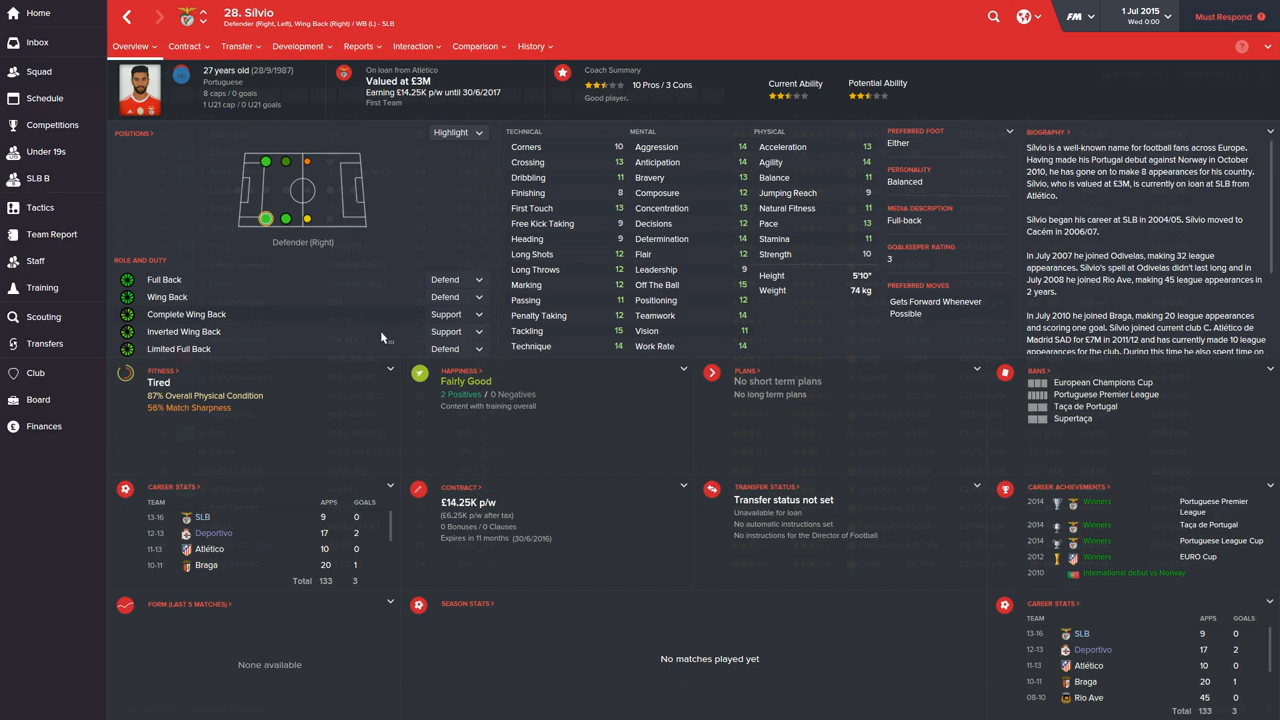 Home
Inbox
Squad
Schedule
Competitions
Under 19s
SLB B
Tactics
Team Report
Staff
Training
Scouting
Transfers
Club
Board
Finances
28. Sílvio
Defender (Right, Left), Wing Back (Right) / WB (L) - SLB
FM
1 Jul 2015
Wed 0:00
Must Respond
Overview
Contract
Transfer
Development
Reports
Interaction
Comparison
History
27 years old (28/9/1987)
Portuguese
8 caps / 0 goals
1 U21 cap / 0 U21 goals
On loan from Atlético
Valued at £3M
Earning £14.25K p/w until 30/6/2017
First Team
Coach Summary
10 Pros / 3 Cons
Good player.
Current Ability
Potential Ability
POSITIONS >
Highlight
Defender (Right)
ROLE AND DUTY
Full Back Defend
Wing Back Defend
Complete Wing Back Support
Inverted Wing Back Support
Limited Full Back Defend
TECHNICAL
Corners 10
Crossing 13
Dribbling 11
Finishing 8
First Touch 13
Free Kick Taking 9
Heading 9
Long Shots 12
Long Throws 12
Marking 12
Passing 11
Penalty Taking 12
Tackling 15
Technique 14
MENTAL
Aggression 14
Anticipation 14
Bravery 13
Composure 12
Concentration 13
Decisions 12
Determination 14
Flair 12
Leadership 9
Off The Ball 15
Positioning 12
Teamwork 14
Vision 11
Work Rate 14
PHYSICAL
Acceleration 13
Agility 14
Balance 11
Jumping Reach 9
Natural Fitness 11
Pace 13
Stamina 11
Strength 10
Height 5'10"
Weight 74 kg
PREFERRED FOOT
Either
PERSONALITY
Balanced
MEDIA DESCRIPTION
Full-back
GOALKEEPER RATING
3
PREFERRED MOVES
Gets Forward Whenever
Possible
BIOGRAPHY >
Sílvio is a well-known name for football fans across Europe.
Having made his Portugal debut against Norway in October
2010, he has gone on to make 8 appearances for his country.
Sílvio, who is valued at £3M, is currently on loan at SLB from
Atlético.
Sílvio began his career at SLB in 2004/05. Sílvio moved to
Cacém in 2006/07.
In July 2007 he joined Odivelas, making 32 league
appearances. Sílvio's spell at Odivelas didn't last long and in
July 2008 he joined Rio Ave, making 45 league appearances in
2 years.
In July 2010 he joined Braga, making 20 league appearances
and scoring one goal. Sílvio joined current club C. Atlético de
Madrid SAD for £7M in 2011/12 and has currently made 10 league
appearances for the club. During this time he also spent time on
FITNESS >
Tired
87% Overall Physical Condition
56% Match Sharpness
HAPPINESS >
Fairly Good
2 Positives / 0 Negatives
Content with training overall
PLANS >
No short term plans
No long term plans
BANS >
European Champions Cup
Portuguese Premier League
Taça de Portugal
Supertaça
CAREER STATS >
TEAM APPS GOALS
13-16 SLB 9 0
12-13 Deportivo 17 2
11-13 Atlético 10 0
10-11 Braga 20 1
Total 133 3
CONTRACT >
£14.25K p/w
(£6.25K p/w after tax)
0 Bonuses / 0 Clauses
Expires in 11 months (30/6/2016)
TRANSFER STATUS >
Transfer status not set
Unavailable for loan
No automatic instructions set
No instructions for the Director of Football
CAREER ACHIEVEMENTS >
2014 Winners Portuguese Premier
League
2014 Winners Taça de Portugal
2014 Winners Portuguese League Cup
2012 Winners EURO Cup
2010 International debut vs Norway
FORM (LAST 5 MATCHES) >
None available
SEASON STATS >
No matches played yet
CAREER STATS >
TEAM APPS GOALS
13-16 SLB 9 0
12-13 Deportivo 17 2
11-13 Atlético 10 0
10-11 Braga 20 1
08-10 Rio Ave 45 0
Total 133 3